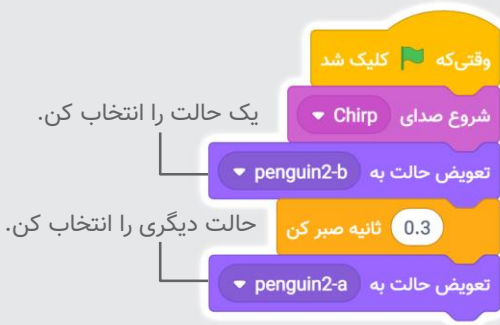 وقتی‌که کلیک شد
شروع صدای Chirp
یک حالت را انتخاب کن.
تعویض حالت به penguin2-b
0.3 ثانیه صبر کن
حالت دیگری را انتخاب کن.
تعویض حالت به penguin2-a